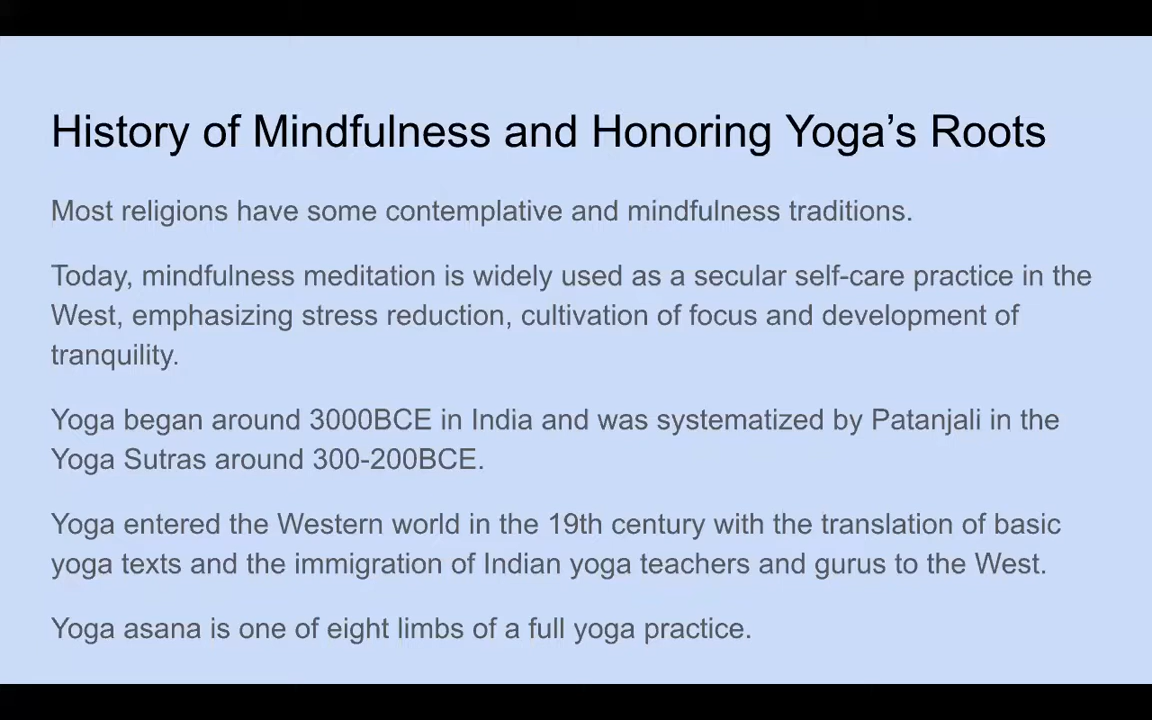 History of Mindfulness and Honoring Yoga’s Roots
Most religions have some contemplative and mindfulness traditions.
Today, mindfulness meditation is widely used as a secular self-care practice in the
West, emphasizing stress reduction, cultivation of focus and development of
tranquility.
Yoga began around 3000BCE in India and was systematized by Patanjali in the
Yoga Sutras around 300-200BCE.
Yoga entered the Western world in the 19th century with the translation of basic
yoga texts and the immigration of Indian yoga teachers and gurus to the West.
Yoga asana is one of eight limbs of a full yoga practice.